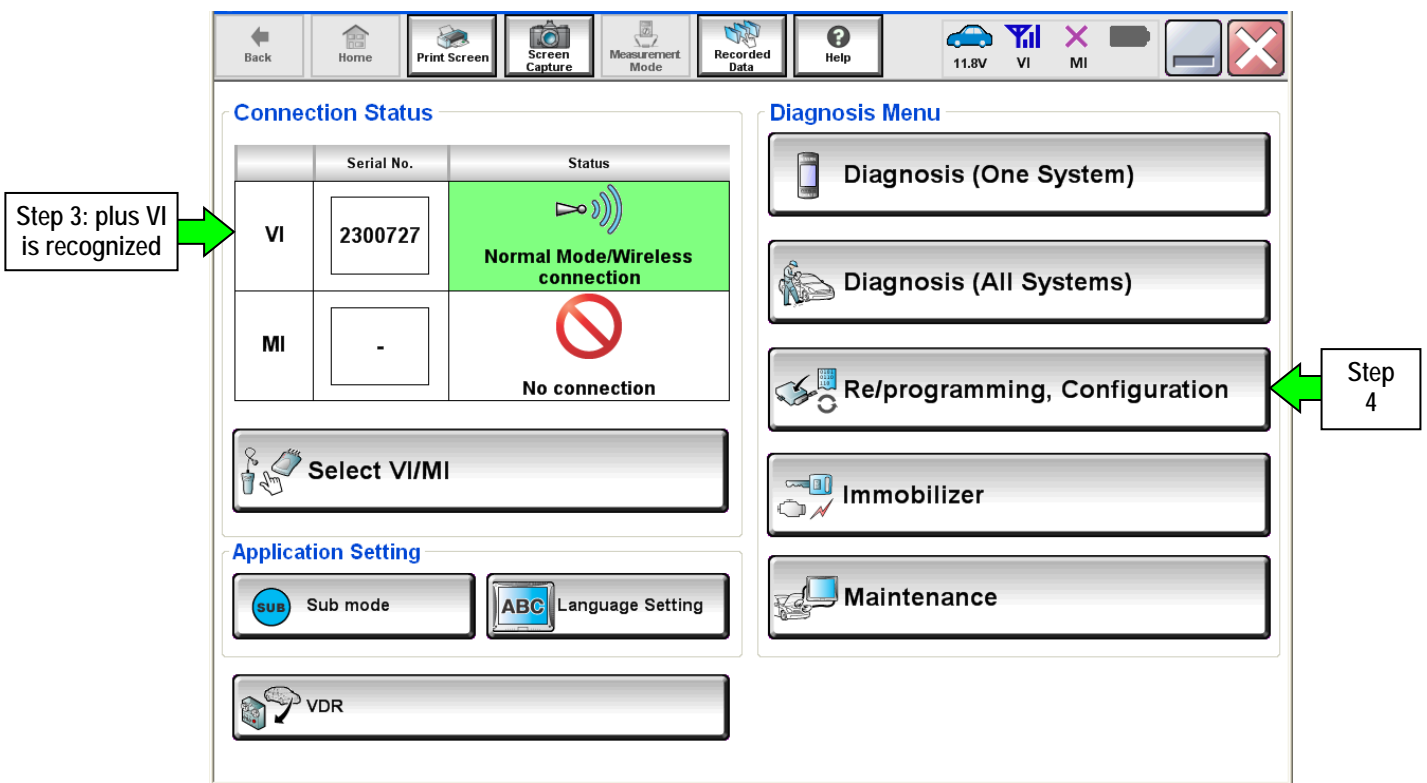 Back
Home
Print Screen
Screen
Capture
Measurement
Mode
Recorded
Data
Help
11.8V
VI
MI
Connection Status
Serial No.
Status
VI
2300727
Normal Mode/Wireless
connection
MI
-
No connection
Select VI/MI
Application Setting
SUB
Sub mode
ABC
Language Setting
VDR
Diagnosis Menu
Diagnosis (One System)
Diagnosis (All Systems)
Re/programming, Configuration
Immobilizer
Maintenance
Step 3: plus VI
is recognized
Step
4